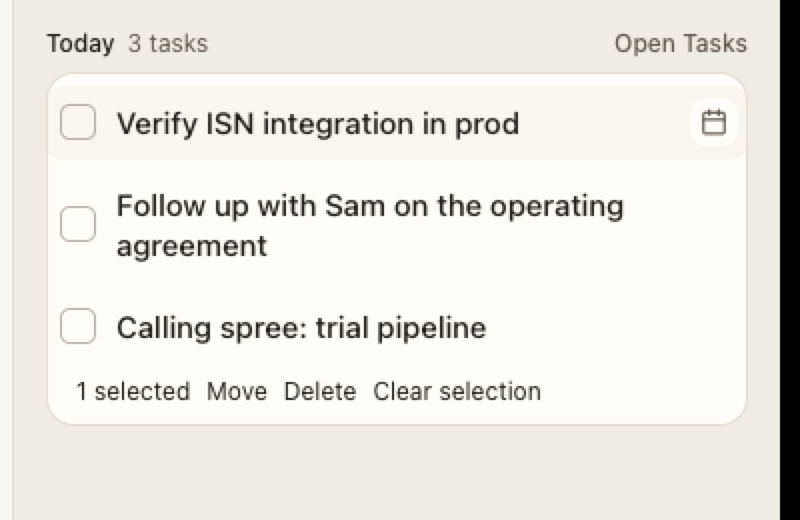 Today 3 tasks Open Tasks
Verify ISN integration in prod
Follow up with Sam on the operating
agreement
Calling spree: trial pipeline
1 selected Move Delete Clear selection